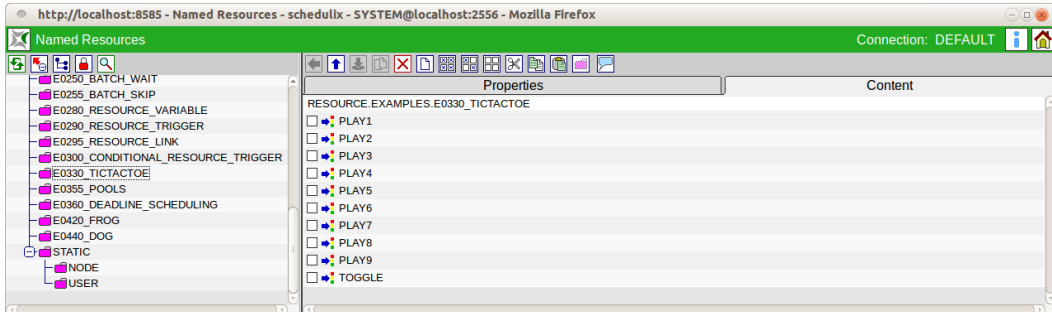 http://localhost:8585 - Named Resources - schedulix - SYSTEM@localhost:2556 - Mozilla Firefox
Named Resources
Connection: DEFAULT
E0250_BATCH_WAIT
E0255_BATCH_SKIP
E0280_RESOURCE_VARIABLE
E0290_RESOURCE_TRIGGER
E0295_RESOURCE_LINK
E0300_CONDITIONAL_RESOURCE_TRIGGER
E0330_TICTACTOE
E0355_POOLS
E0360_DEADLINE_SCHEDULING
E0420_FROG
E0440_DOG
STATIC
NODE
USER
Properties
Content
RESOURCE.EXAMPLES.E0330_TICTACTOE
PLAY1
PLAY2
PLAY3
PLAY4
PLAY5
PLAY6
PLAY7
PLAY8
PLAY9
TOGGLE